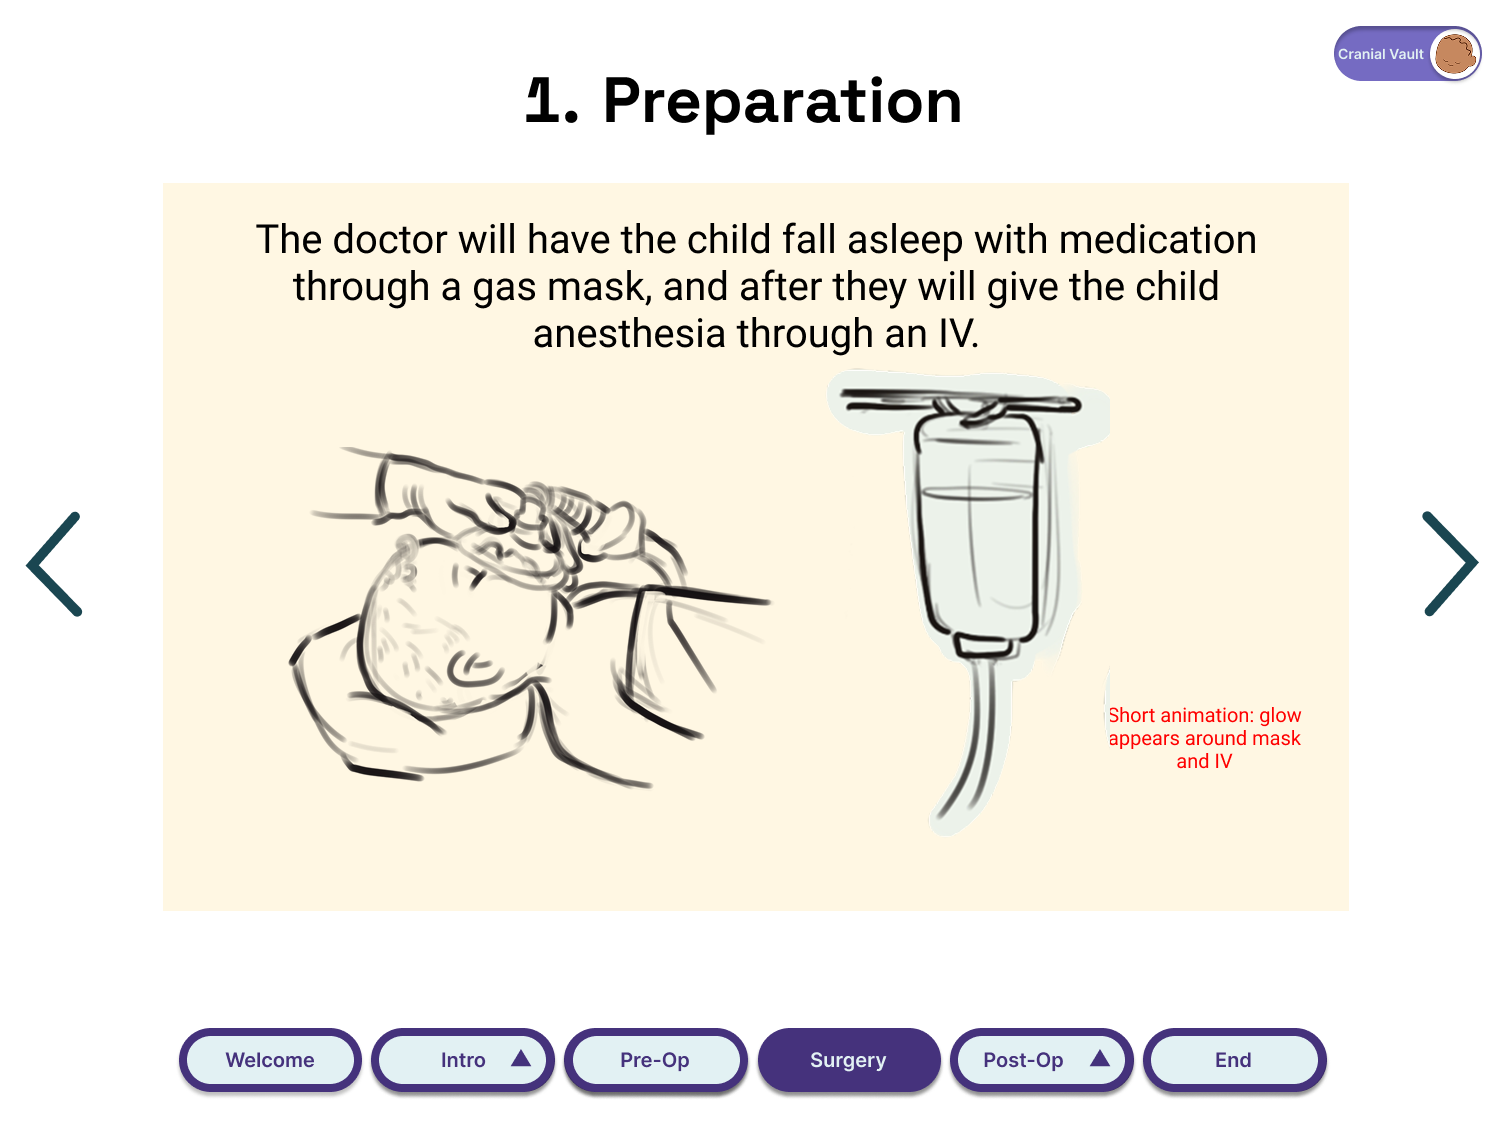 Cranial Vault
1. Preparation
The doctor will have the child fall asleep with medication
through a gas mask, and after they will give the child
anesthesia through an IV.
Short animation: glow
appears around mask
and IV
Welcome
Intro
Pre-Op
Surgery
Post-Op
End